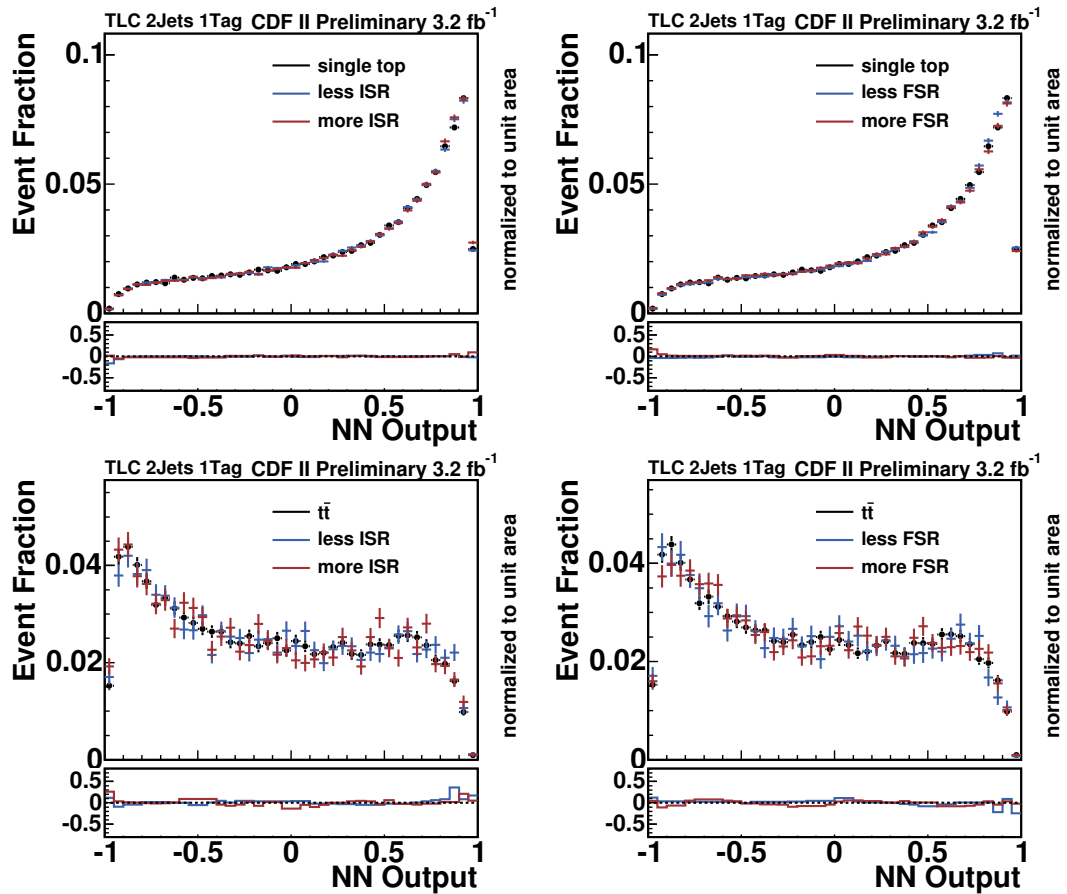 TLC 2Jets 1Tag CDF II Preliminary 3.2 fb-1
Event Fraction
normalized to unit area
single top
less ISR
more ISR
0.1
0.05
0
0.5
0
-0.5
-1 -0.5 0 0.5 1
NN Output
TLC 2Jets 1Tag CDF II Preliminary 3.2 fb-1
Event Fraction
normalized to unit area
single top
less FSR
more FSR
0.1
0.05
0
0.5
0
-0.5
-1 -0.5 0 0.5 1
NN Output
TLC 2Jets 1Tag CDF II Preliminary 3.2 fb-1
Event Fraction
normalized to unit area
tt̄
less ISR
more ISR
0.04
0.02
0
0.5
0
-0.5
-1 -0.5 0 0.5 1
NN Output
TLC 2Jets 1Tag CDF II Preliminary 3.2 fb-1
Event Fraction
normalized to unit area
tt̄
less FSR
more FSR
0.04
0.02
0
0.5
0
-0.5
-1 -0.5 0 0.5 1
NN Output